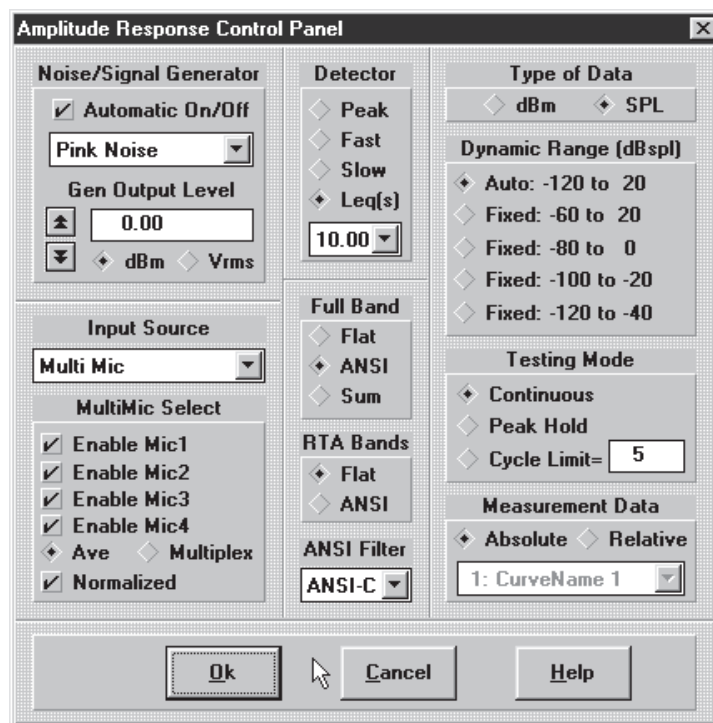 Amplitude Response Control Panel
Noise/Signal Generator
Automatic On/Off
Pink Noise
Gen Output Level
0.00
dBm Vrms
Input Source
Multi Mic
MultiMic Select
Enable Mic1
Enable Mic2
Enable Mic3
Enable Mic4
Ave Multiplex
Normalized
Detector
Peak
Fast
Slow
Leq(s)
10.00
Full Band
Flat
ANSI
Sum
RTA Bands
Flat
ANSI
ANSI Filter
ANSI-C
Type of Data
dBm SPL
Dynamic Range (dBspl)
Auto: -120 to 20
Fixed: -60 to 20
Fixed: -80 to 0
Fixed: -100 to -20
Fixed: -120 to -40
Testing Mode
Continuous
Peak Hold
Cycle Limit= 5
Measurement Data
Absolute Relative
1: CurveName 1
Ok Cancel Help